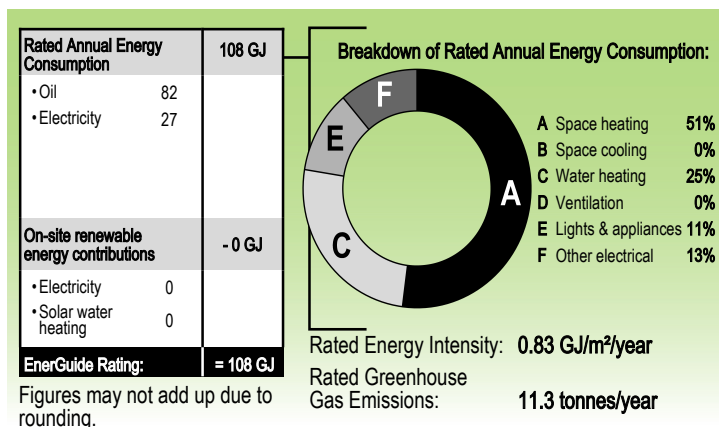 Rated Annual Energy
Consumption
108 GJ
• Oil 82
• Electricity 27
On-site renewable
energy contributions
- 0 GJ
• Electricity 0
• Solar water
heating
0
EnerGuide Rating: = 108 GJ
Figures may not add up due to
rounding.
Breakdown of Rated Annual Energy Consumption:
F
E
A
C
A Space heating 51%
B Space cooling 0%
C Water heating 25%
D Ventilation 0%
E Lights & appliances 11%
F Other electrical 13%
Rated Energy Intensity: 0.83 GJ/m²/year
Rated Greenhouse
Gas Emissions: 11.3 tonnes/year